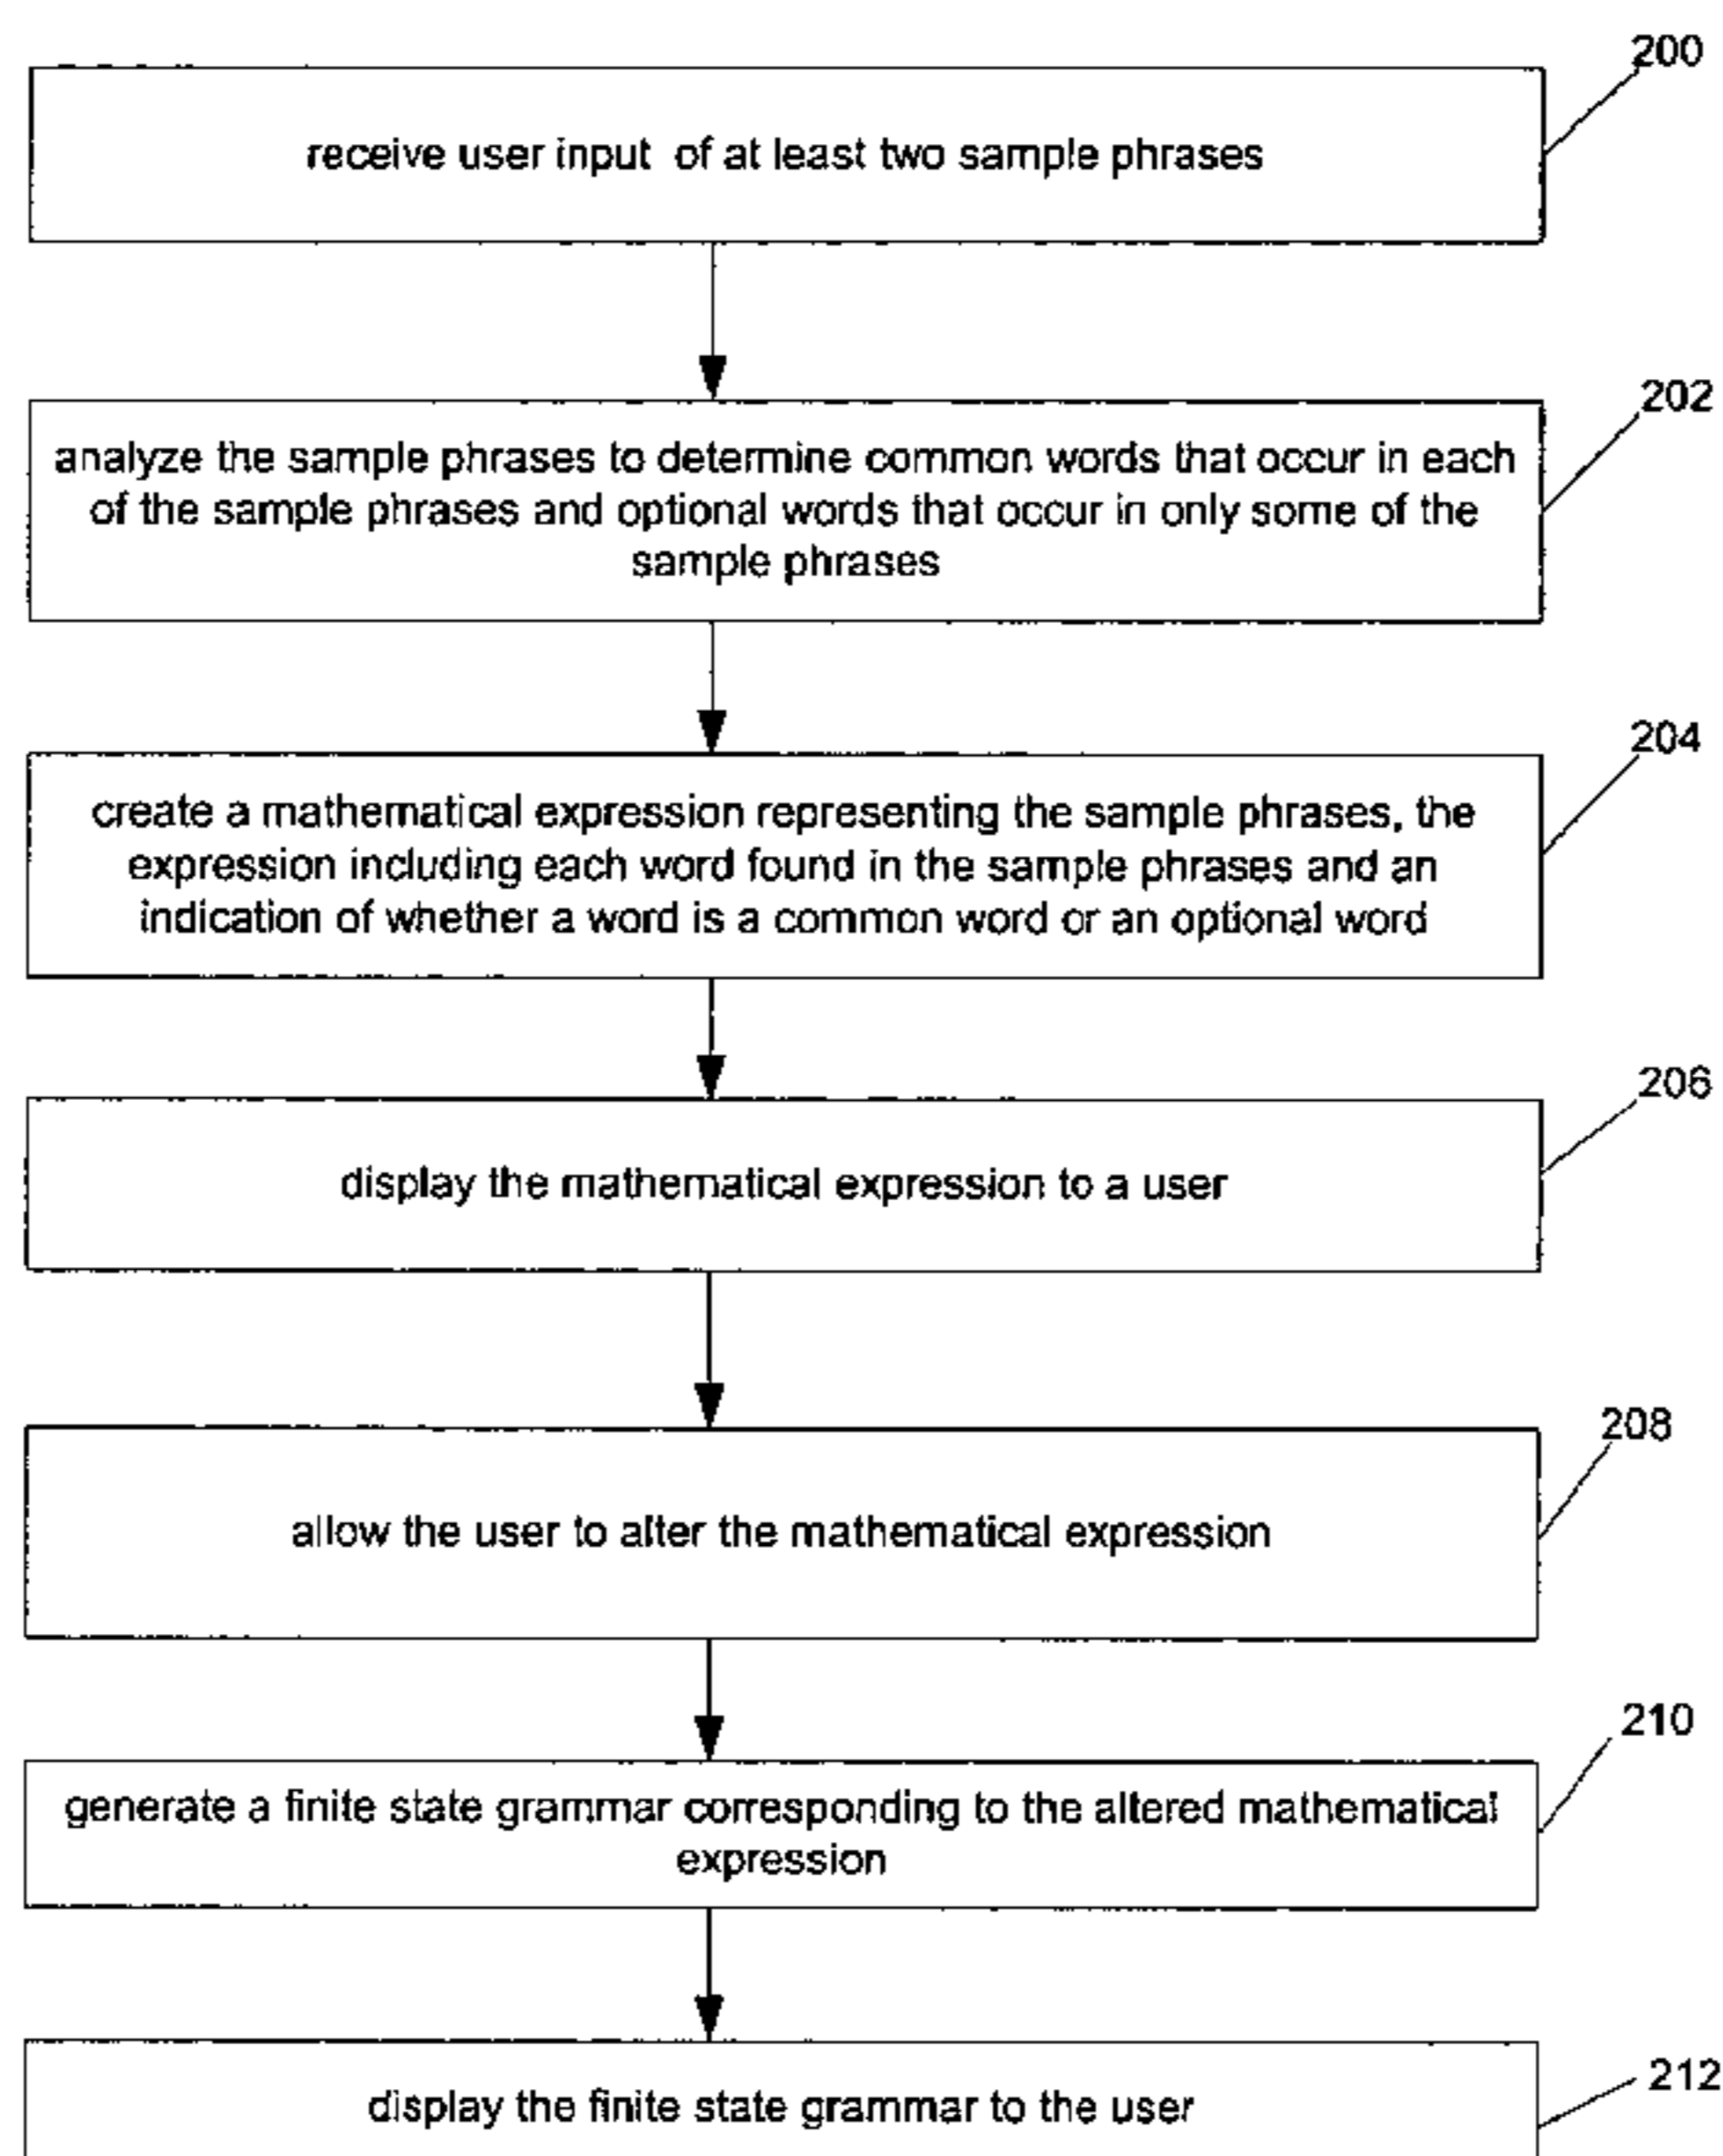 200
receive user input of at least two sample phrases
202
analyze the sample phrases to determine common words that occur in each
of the sample phrases and optional words that occur in only some of the
sample phrases
204
create a mathematical expression representing the sample phrases, the
expression including each word found in the sample phrases and an
indication of whether a word is a common word or an optional word
206
display the mathematical expression to a user
208
allow the user to alter the mathematical expression
210
generate a finite state grammar corresponding to the altered mathematical
expression
212
display the finite state grammar to the user